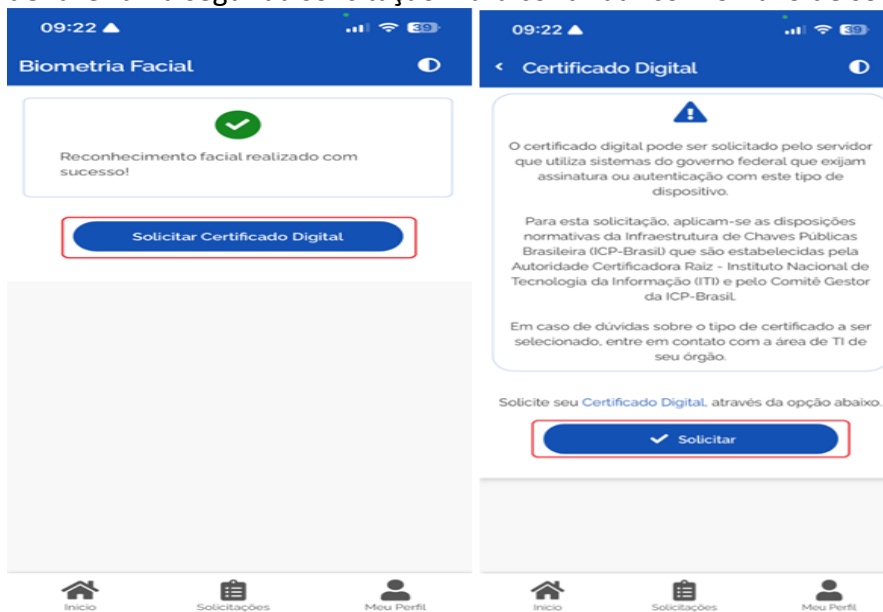 09:22
39
Biometria Facial
Reconhecimento facial realizado com
sucesso!
Solicitar Certificado Digital
Início
Solicitações
Meu Perfil
09:22
39
Certificado Digital
O certificado digital pode ser solicitado pelo servidor
que utiliza sistemas do governo federal que exijam
assinatura ou autenticação com este tipo de
dispositivo.
Para esta solicitação, aplicam-se as disposições
normativas da Infraestrutura de Chaves Públicas
Brasileira (ICP-Brasil) que são estabelecidas pela
Autoridade Certificadora Raiz - Instituto Nacional de
Tecnologia da Informação (ITI) e pelo Comitê Gestor
da ICP-Brasil.
Em caso de dúvidas sobre o tipo de certificado a ser
selecionado, entre em contato com a área de TI de
seu órgão.
Solicite seu Certificado Digital, através da opção abaixo.
Solicitar
Início
Solicitações
Meu Perfil